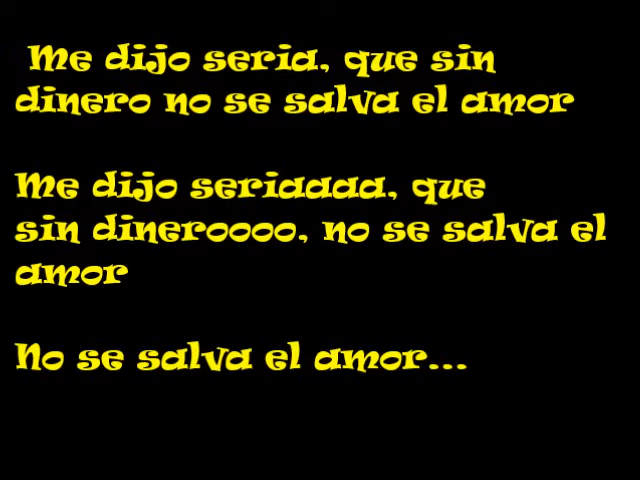 Me dijo seria, que sin
dinero no se salva el amor
Me dijo seriaaaa, que
sin dineroooo, no se salva el
amor
No se salva el amor...